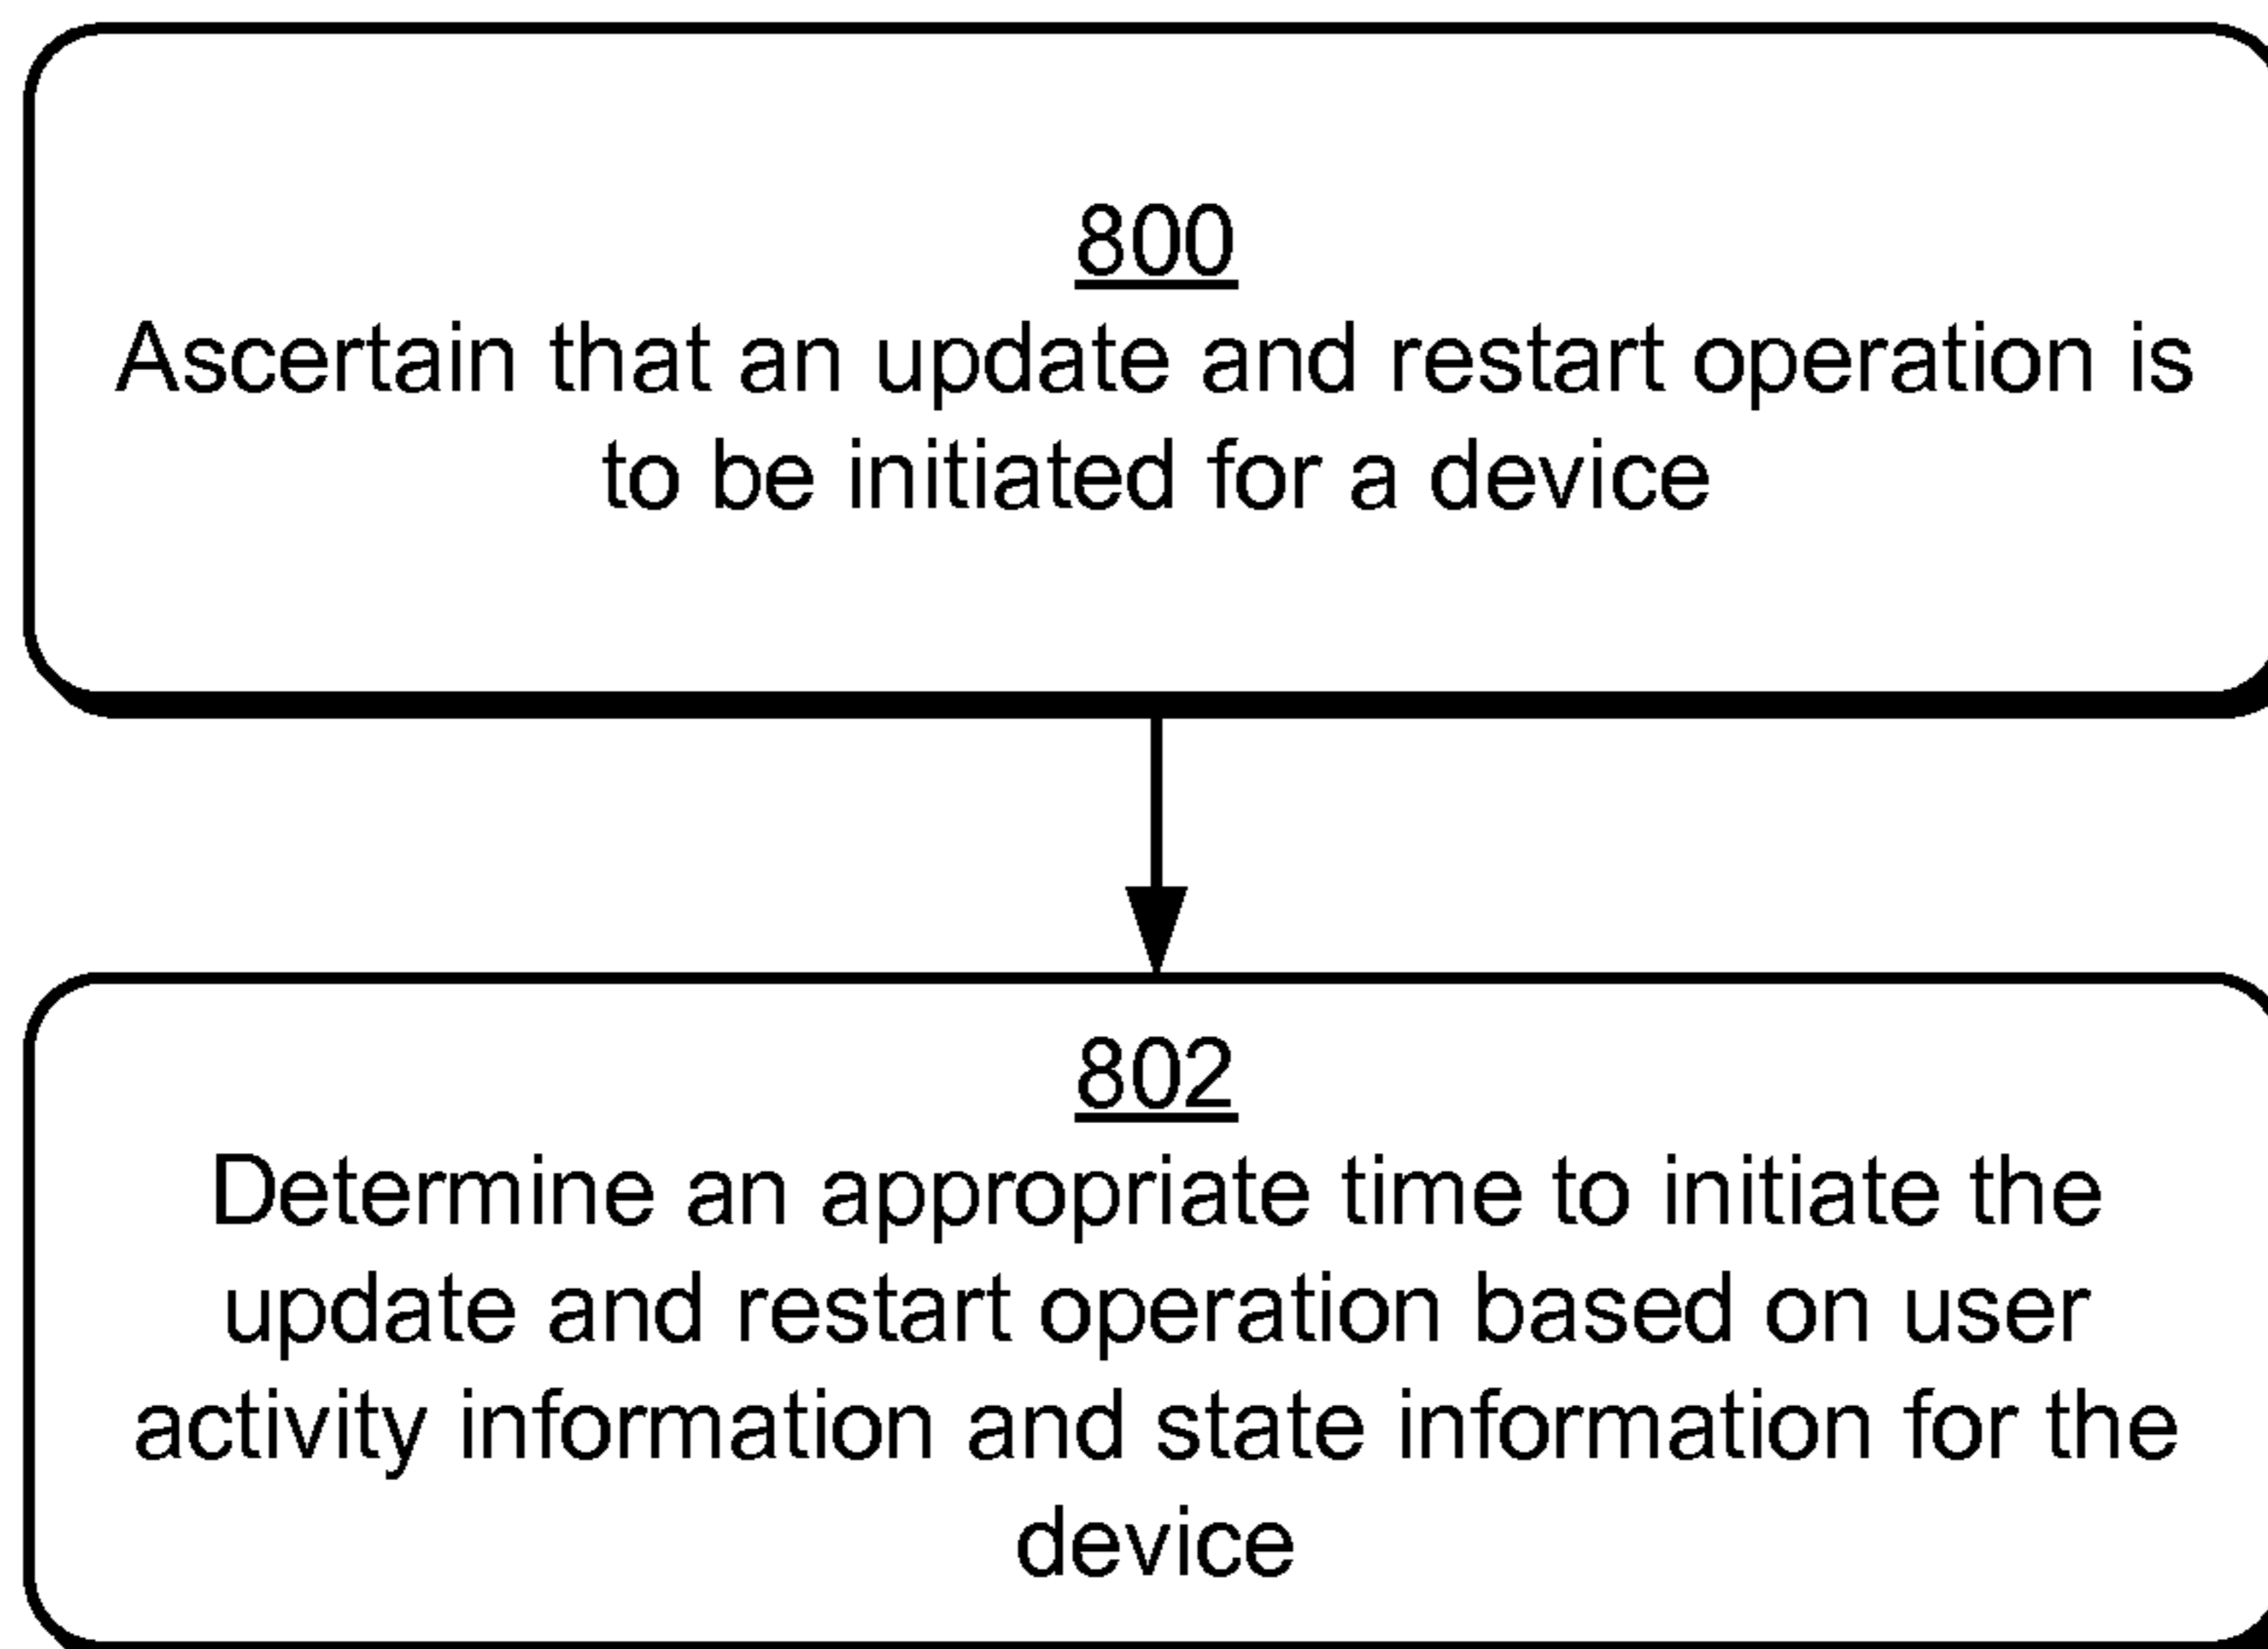 800
Ascertain that an update and restart operation is
to be initiated for a device
802
Determine an appropriate time to initiate the
update and restart operation based on user
activity information and state information for the
device